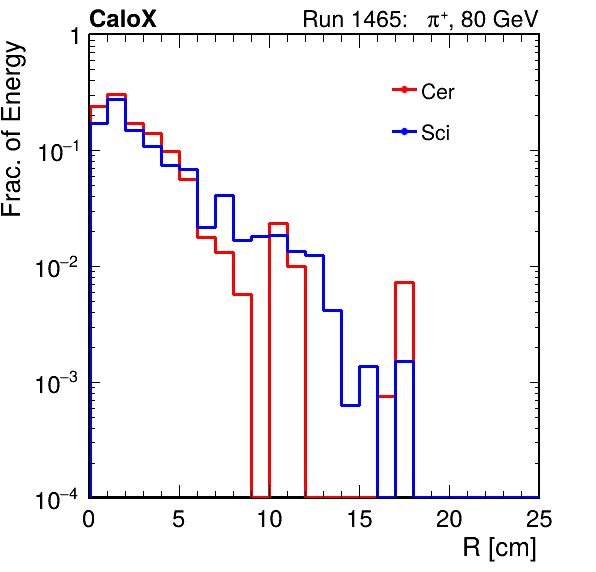 CaloX Run 1465: π⁺, 80 GeV
Frac. of Energy
1
10⁻¹
10⁻²
10⁻³
10⁻⁴
Cer
Sci
0 5 10 15 20 25
R [cm]